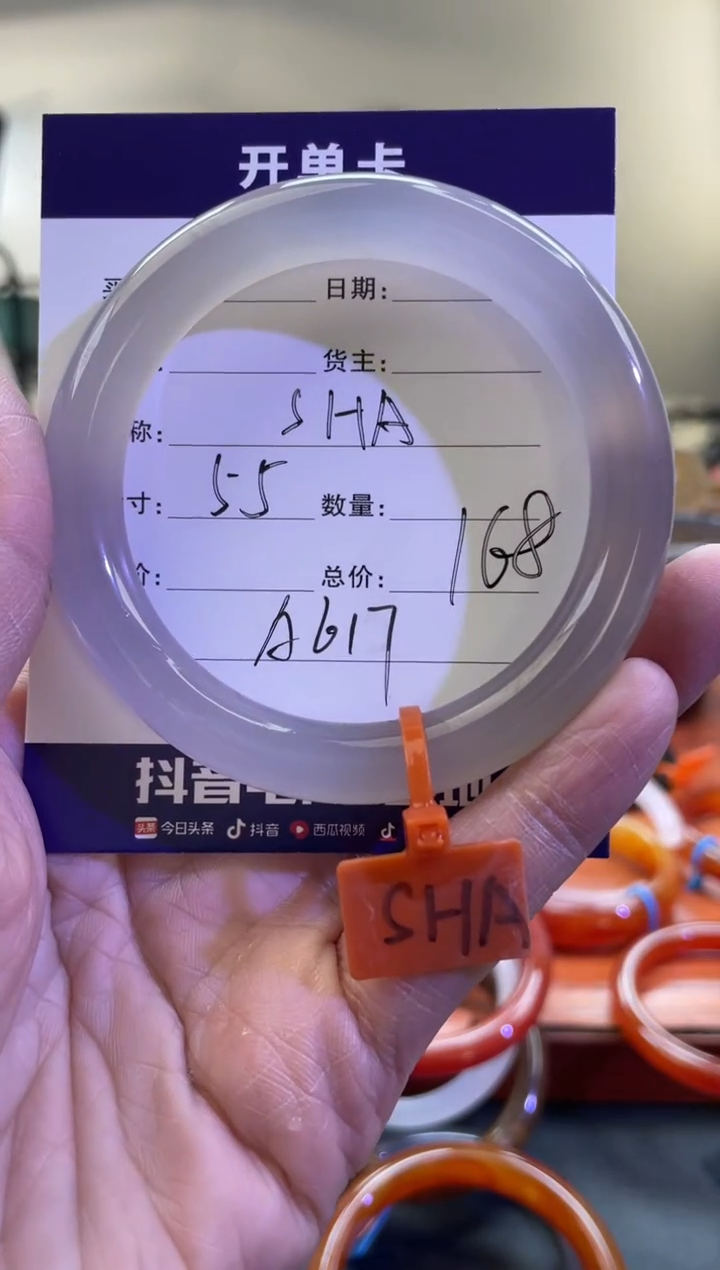 开单卡
日期:
货主:
称: SHA
寸: 55 数量:
价: 总价: 168
A617
抖音电
今日头条 抖音 西瓜视频
SHA